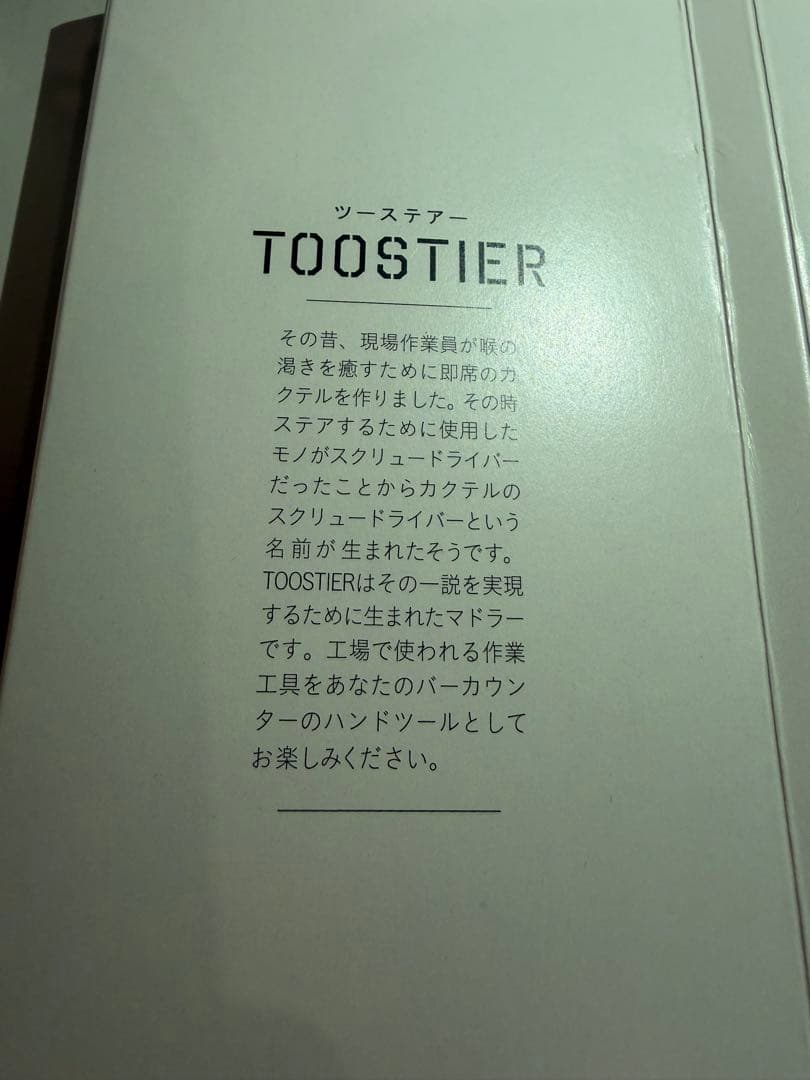 ツーステアー
TOOSTIER
その昔、現場作業員が喉の
渇きを癒すために即席のカ
クテルを作りました。その時
ステアするために使用した
モノがスクリュードライバー
だったことからカクテルの
スクリュードライバーという
名前が生まれたそうです。
TOOSTIERはその一説を実現
するために生まれたマドラー
です。工場で使われる作業
工具をあなたのバーカウン
ターのハンドツールとして
お楽しみください。